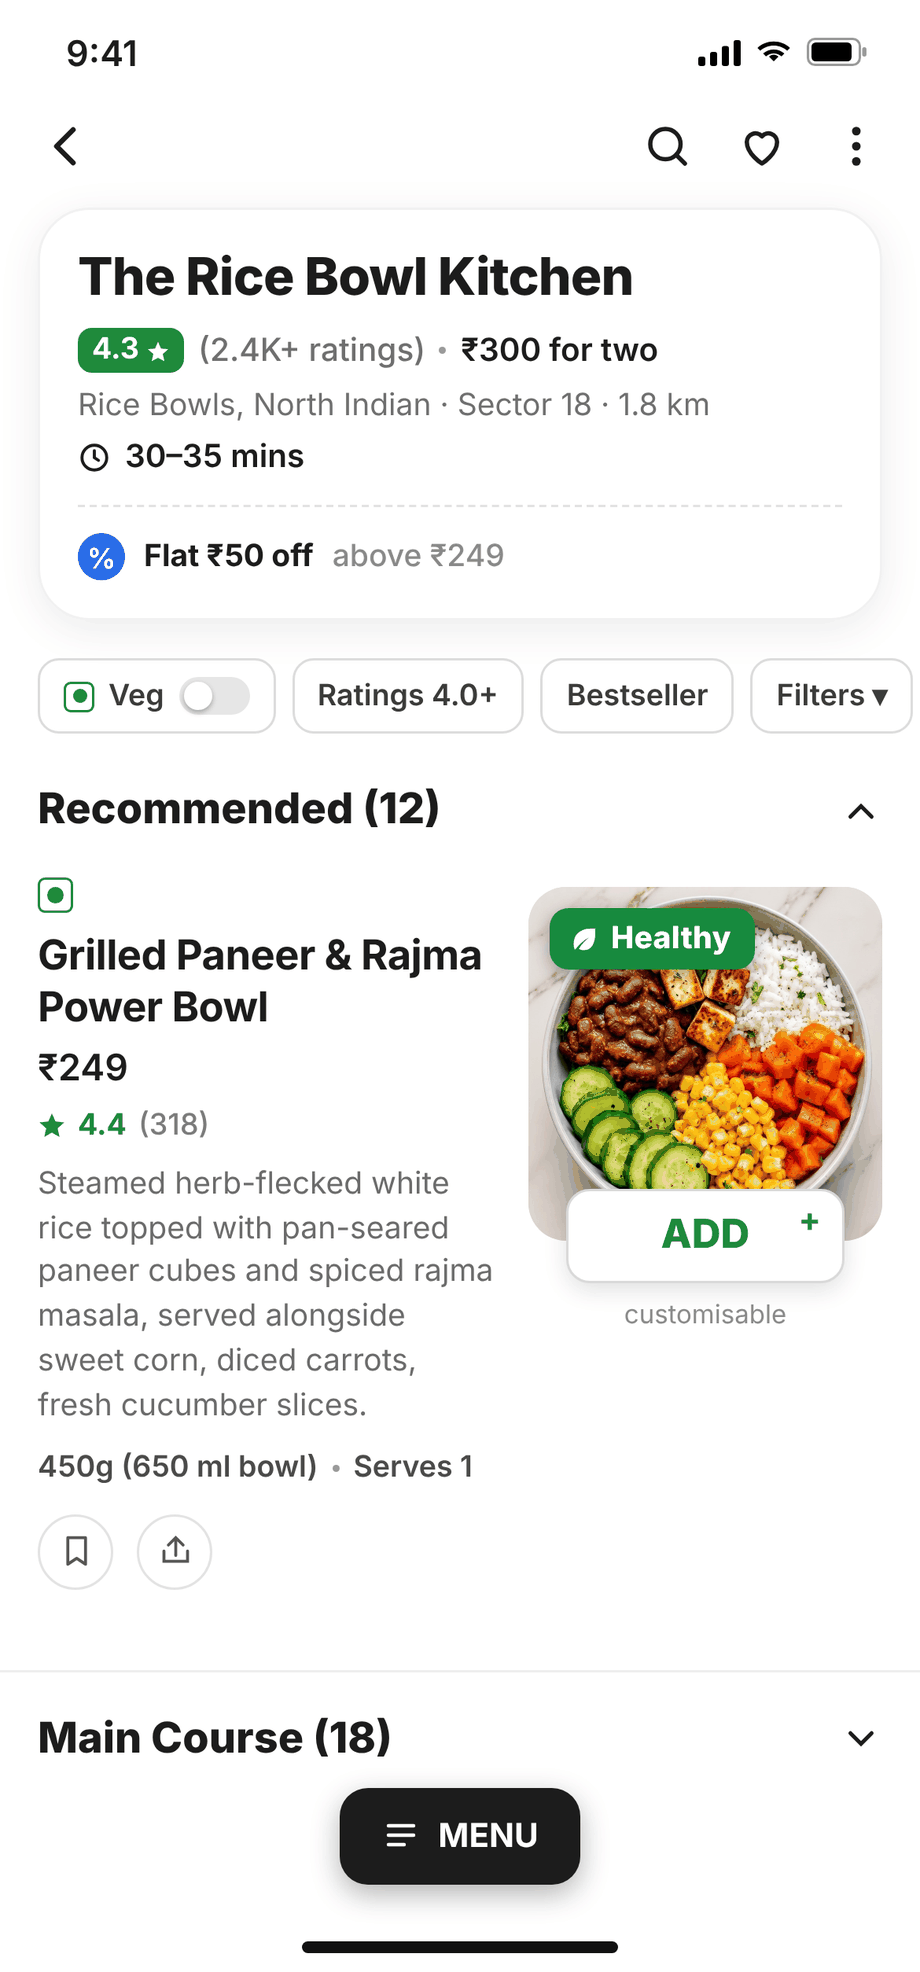 9:41
The Rice Bowl Kitchen
4.3 ★ (2.4K+ ratings) • ₹300 for two
Rice Bowls, North Indian · Sector 18 · 1.8 km
30–35 mins
% Flat ₹50 off above ₹249
Veg
Ratings 4.0+
Bestseller
Filters ▾
Recommended (12)
Healthy
Grilled Paneer & Rajma
Power Bowl
₹249
★ 4.4 (318)
Steamed herb-flecked white
rice topped with pan-seared
paneer cubes and spiced rajma
masala, served alongside
sweet corn, diced carrots,
fresh cucumber slices.
450g (650 ml bowl) • Serves 1
ADD +
customisable
Main Course (18)
MENU